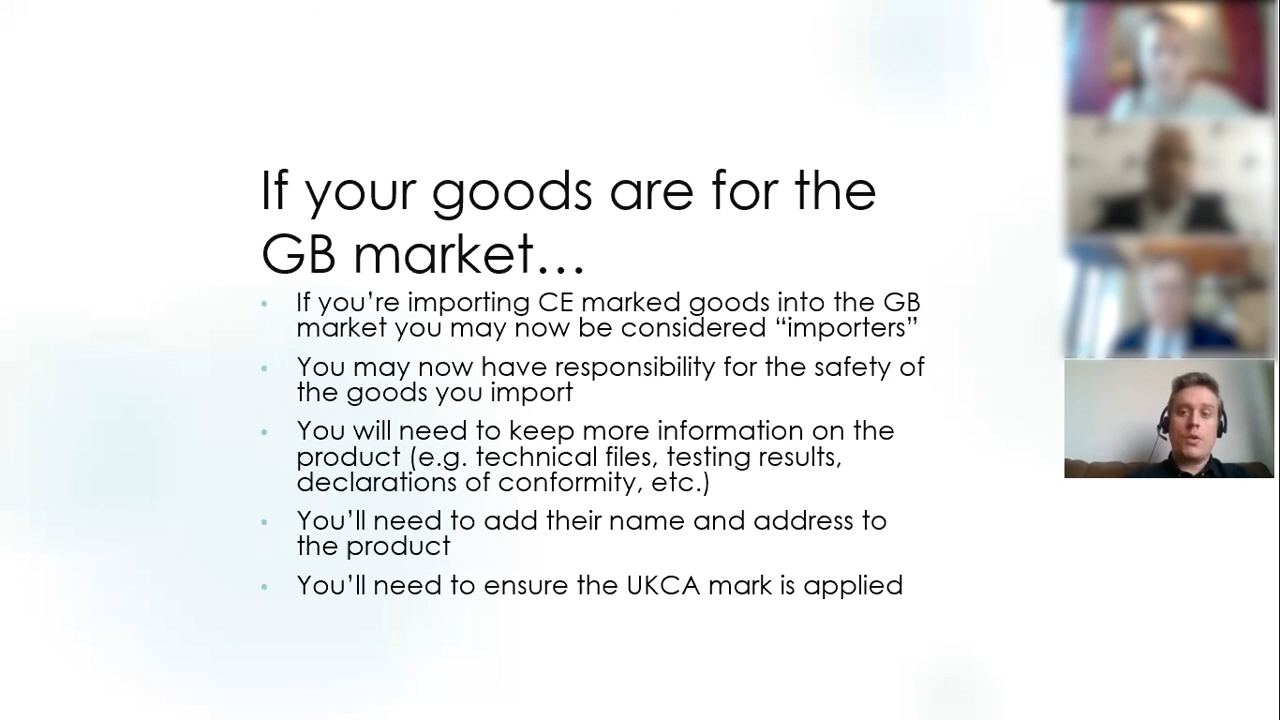 If your goods are for the
GB market…
• If you’re importing CE marked goods into the GB
market you may now be considered “importers”
• You may now have responsibility for the safety of
the goods you import
• You will need to keep more information on the
product (e.g. technical files, testing results,
declarations of conformity, etc.)
• You’ll need to add their name and address to
the product
• You’ll need to ensure the UKCA mark is applied